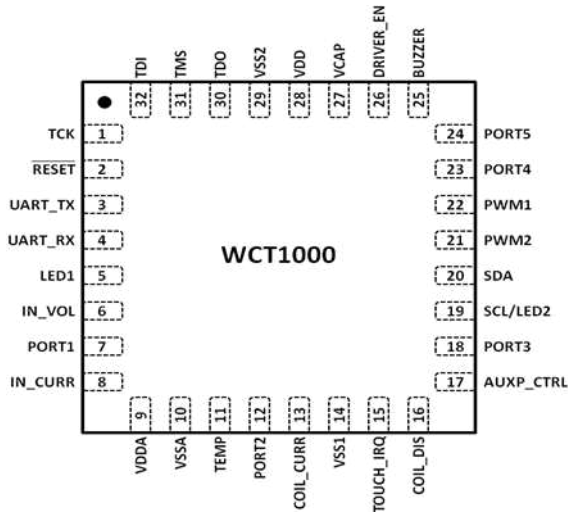 TDI
TMS
TDO
VSS2
VDD
VCAP
DRIVER_EN
BUZZER
32
31
30
29
28
27
26
25
TCK 1
RESET 2
UART_TX 3
UART_RX 4
LED1 5
IN_VOL 6
PORT1 7
IN_CURR 8
WCT1000
24 PORT5
23 PORT4
22 PWM1
21 PWM2
20 SDA
19 SCL/LED2
18 PORT3
17 AUXP_CTRL
9
10
11
12
13
14
15
16
VDDA
VSSA
TEMP
PORT2
COIL_CURR
VSS1
TOUCH_IRQ
COIL_DIS